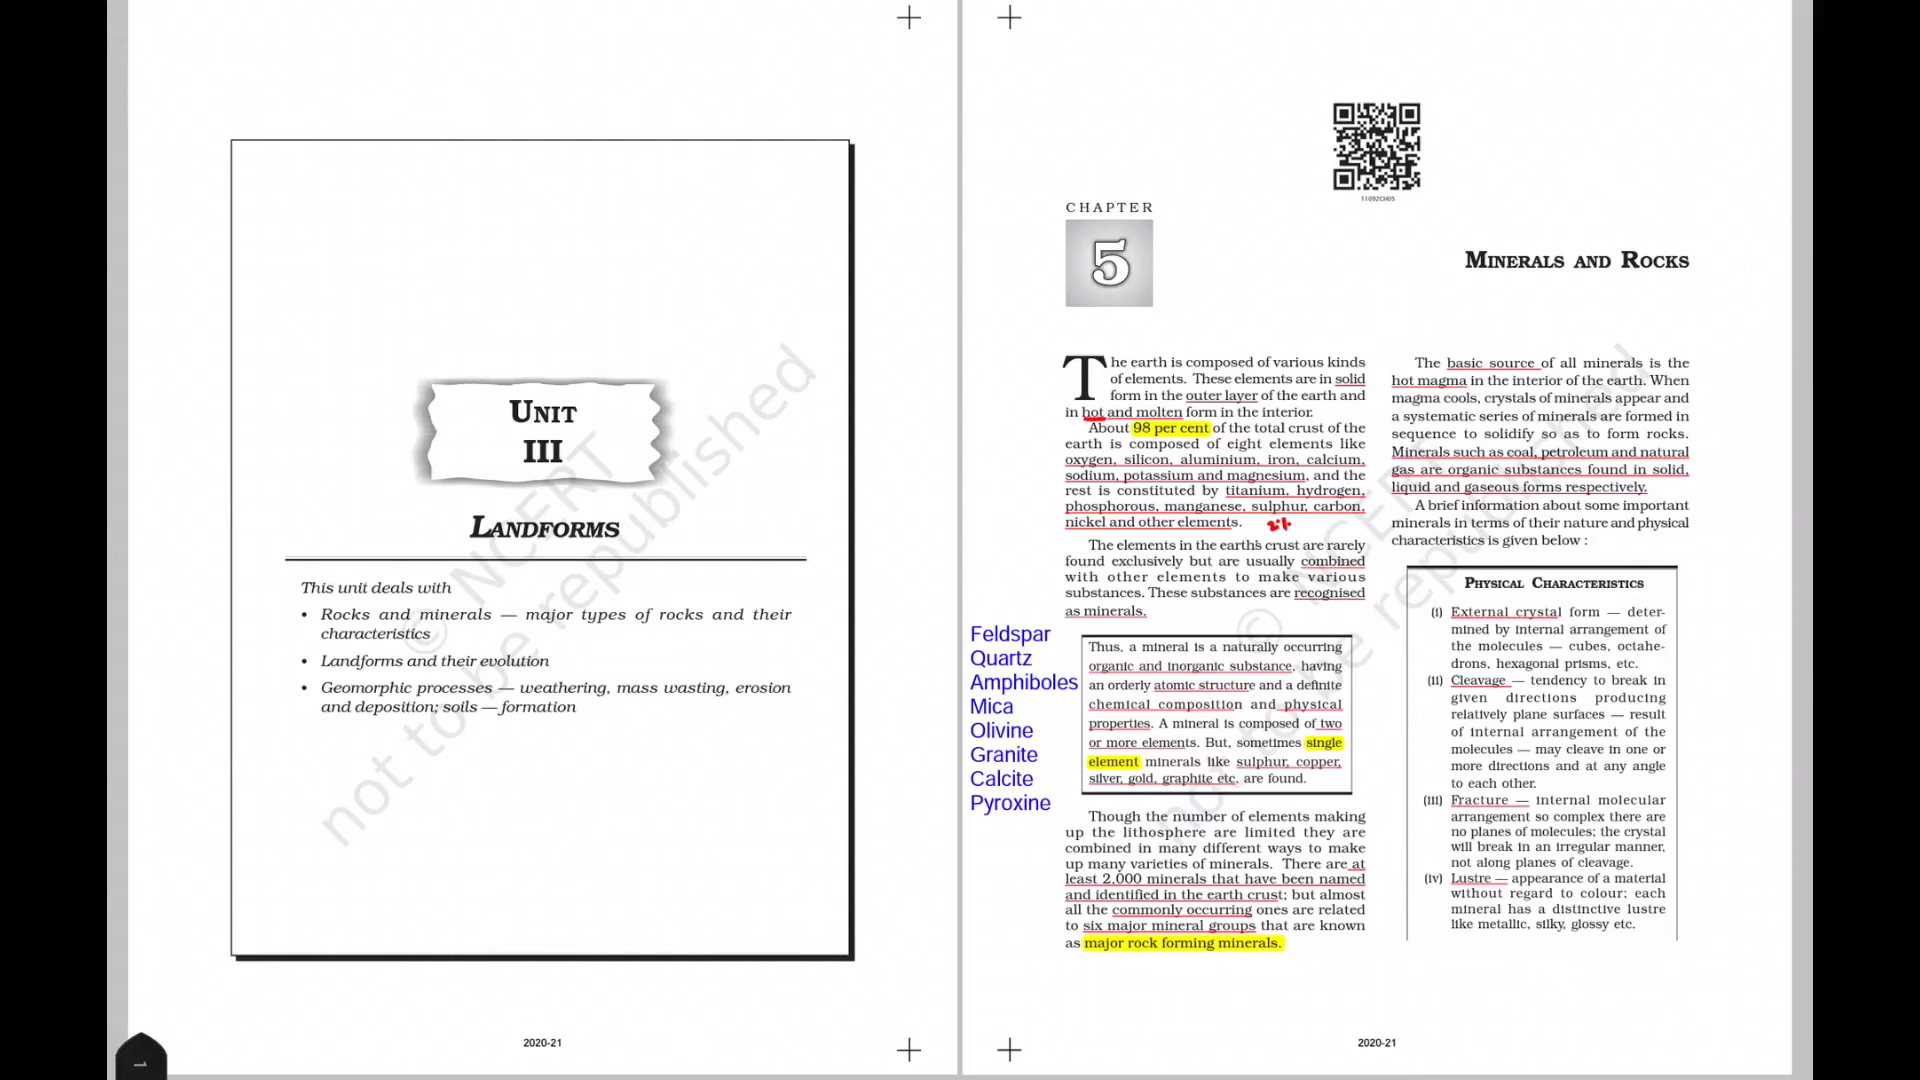 UNIT
III
LANDFORMS
This unit deals with
• Rocks and minerals — major types of rocks and their
characteristics
• Landforms and their evolution
• Geomorphic processes — weathering, mass wasting, erosion
and deposition; soils — formation
© NCERT
not to be republished
2020-21
1
11092CH05
CHAPTER
5
MINERALS AND ROCKS
The earth is composed of various kinds
of elements. These elements are in solid
form in the outer layer of the earth and
in hot and molten form in the interior.
About 98 per cent of the total crust of the
earth is composed of eight elements like
oxygen, silicon, aluminium, iron, calcium,
sodium, potassium and magnesium, and the
rest is constituted by titanium, hydrogen,
phosphorous, manganese, sulphur, carbon,
nickel and other elements.
The elements in the earth's crust are rarely
found exclusively but are usually combined
with other elements to make various
substances. These substances are recognised
as minerals.
Feldspar
Quartz
Amphiboles
Mica
Olivine
Granite
Calcite
Pyroxine
Thus, a mineral is a naturally occurring
organic and inorganic substance, having
an orderly atomic structure and a definite
chemical composition and physical
properties. A mineral is composed of two
or more elements. But, sometimes single
element minerals like sulphur, copper,
silver, gold, graphite etc. are found.
Though the number of elements making
up the lithosphere are limited they are
combined in many different ways to make
up many varieties of minerals. There are at
least 2,000 minerals that have been named
and identified in the earth crust; but almost
all the commonly occurring ones are related
to six major mineral groups that are known
as major rock forming minerals.
The basic source of all minerals is the
hot magma in the interior of the earth. When
magma cools, crystals of minerals appear and
a systematic series of minerals are formed in
sequence to solidify so as to form rocks.
Minerals such as coal, petroleum and natural
gas are organic substances found in solid,
liquid and gaseous forms respectively.
A brief information about some important
minerals in terms of their nature and physical
characteristics is given below :
PHYSICAL CHARACTERISTICS
(i) External crystal form — deter-
mined by internal arrangement of
the molecules — cubes, octahe-
drons, hexagonal prisms, etc.
(ii) Cleavage — tendency to break in
given directions producing
relatively plane surfaces — result
of internal arrangement of the
molecules — may cleave in one or
more directions and at any angle
to each other.
(iii) Fracture — internal molecular
arrangement so complex there are
no planes of molecules; the crystal
will break in an irregular manner,
not along planes of cleavage.
(iv) Lustre — appearance of a material
without regard to colour; each
mineral has a distinctive lustre
like metallic, silky, glossy etc.
© NCERT
not to be republished
2020-21